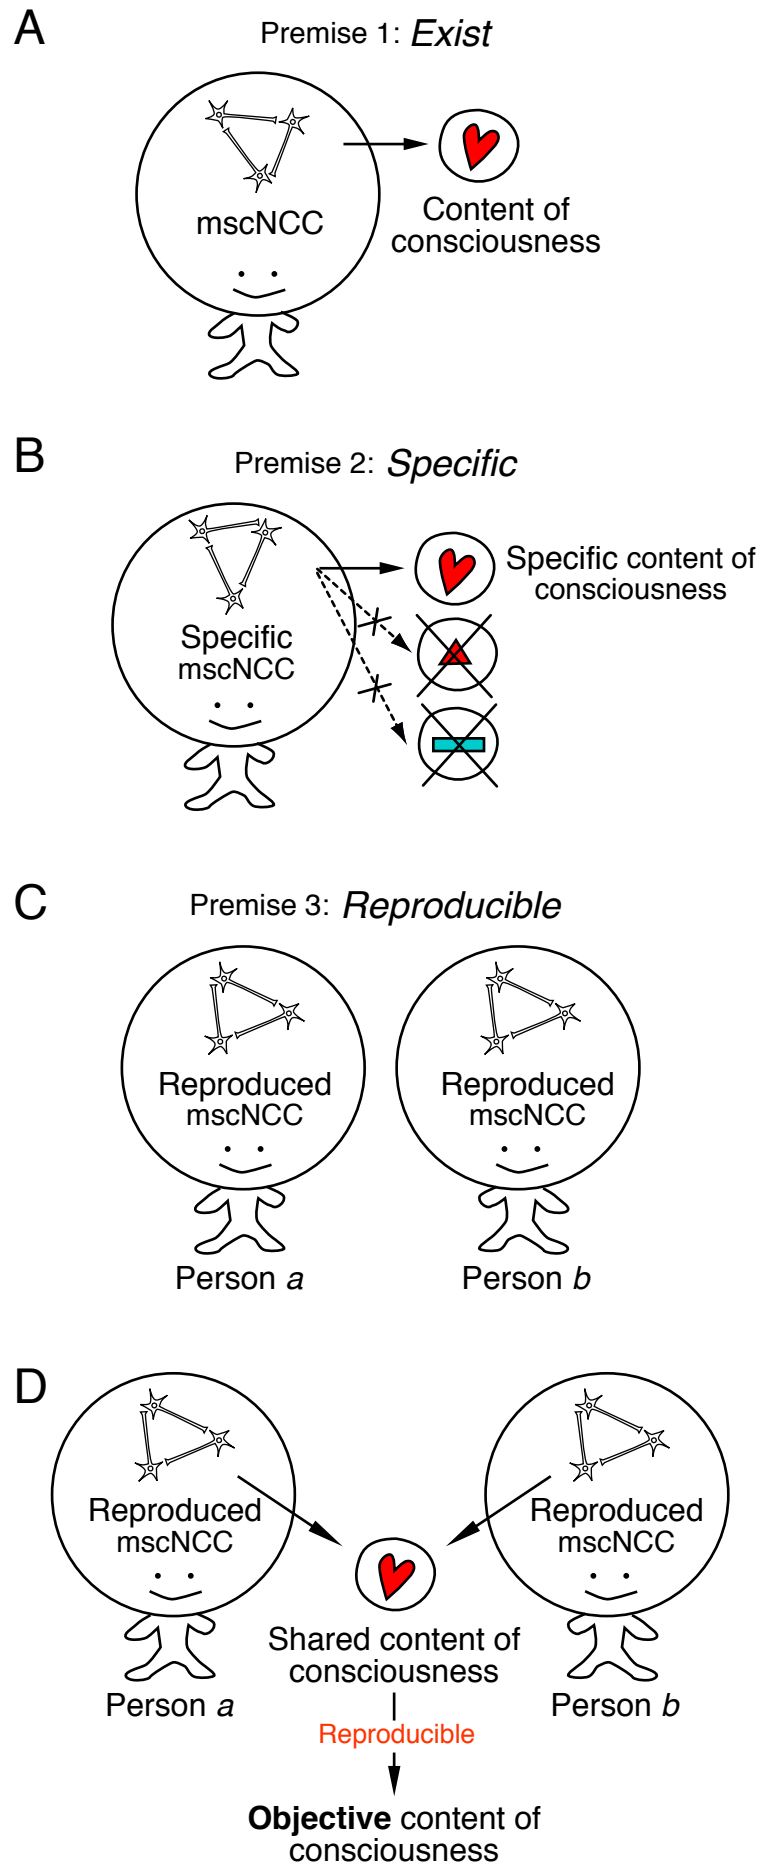 A
Premise 1: Exist
mscNCC
Content of
consciousness
B
Premise 2: Specific
Specific content of
consciousness
Specific
mscNCC
C
Premise 3: Reproducible
Reproduced
mscNCC
Reproduced
mscNCC
Person a
Person b
D
Reproduced
mscNCC
Reproduced
mscNCC
Shared content of
consciousness
Person a
Person b
Reproducible
Objective content of
consciousness